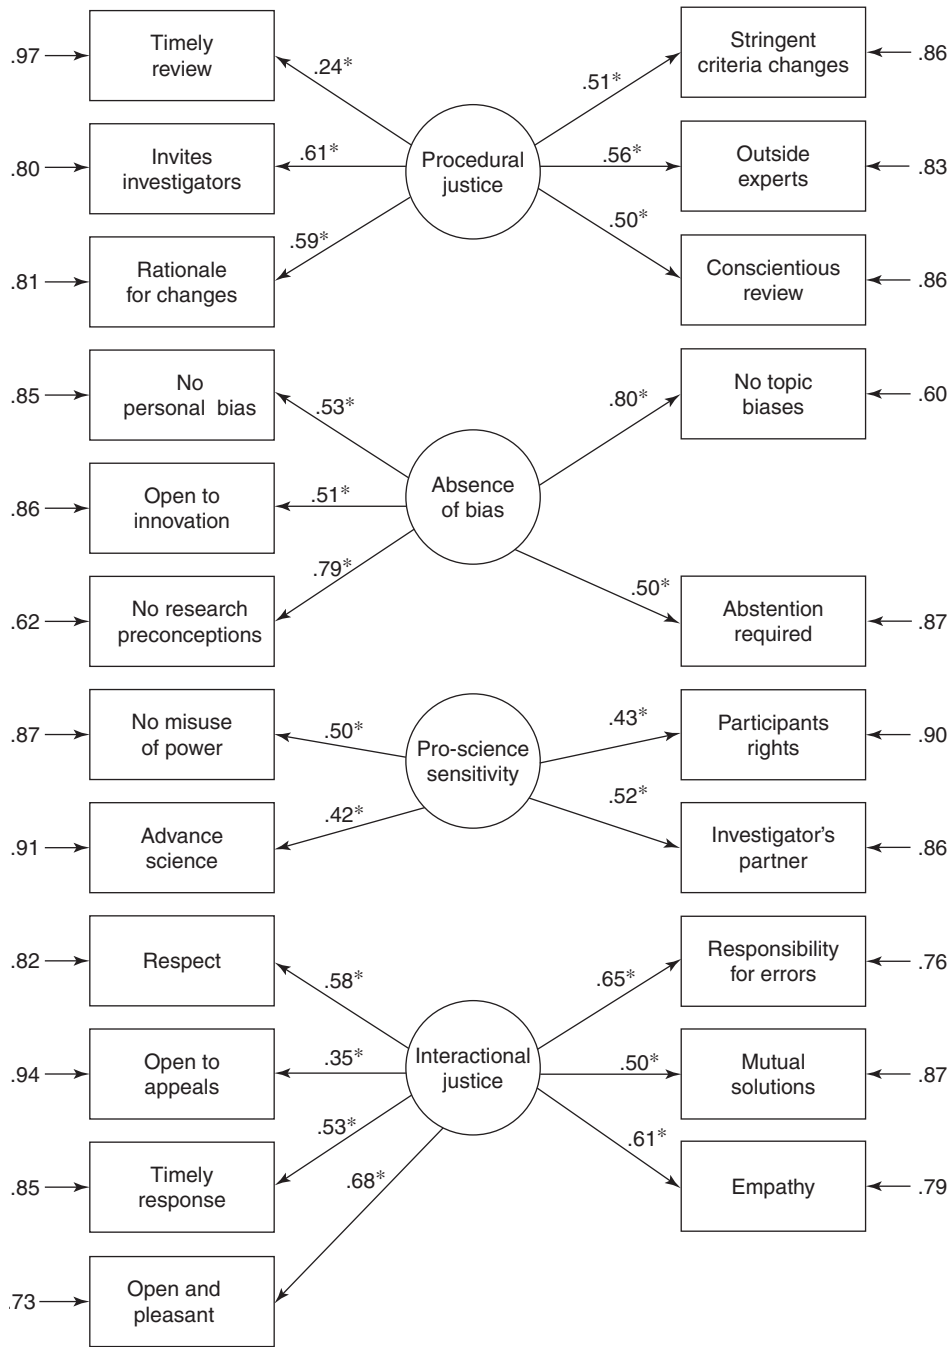 .97
Timely
review
.24*
Stringent
criteria changes
.86
.51*
.80
Invites
investigators
.61*
Procedural
justice
.56*
Outside
experts
.83
.81
Rationale
for changes
.59*
.50*
Conscientious
review
.86
.85
No
personal bias
.53*
.80*
No topic
biases
.60
.86
Open to
innovation
.51*
Absence
of bias
.62
No research
preconceptions
.79*
.50*
Abstention
required
.87
.87
No misuse
of power
.50*
Pro-science
sensitivity
.43*
Participants
rights
.90
.91
Advance
science
.42*
.52*
Investigator's
partner
.86
.82
Respect
.58*
.65*
Responsibility
for errors
.76
.94
Open to
appeals
.35*
Interactional
justice
.50*
Mutual
solutions
.87
.85
Timely
response
.53*
.61*
Empathy
.79
.68*
.73
Open and
pleasant